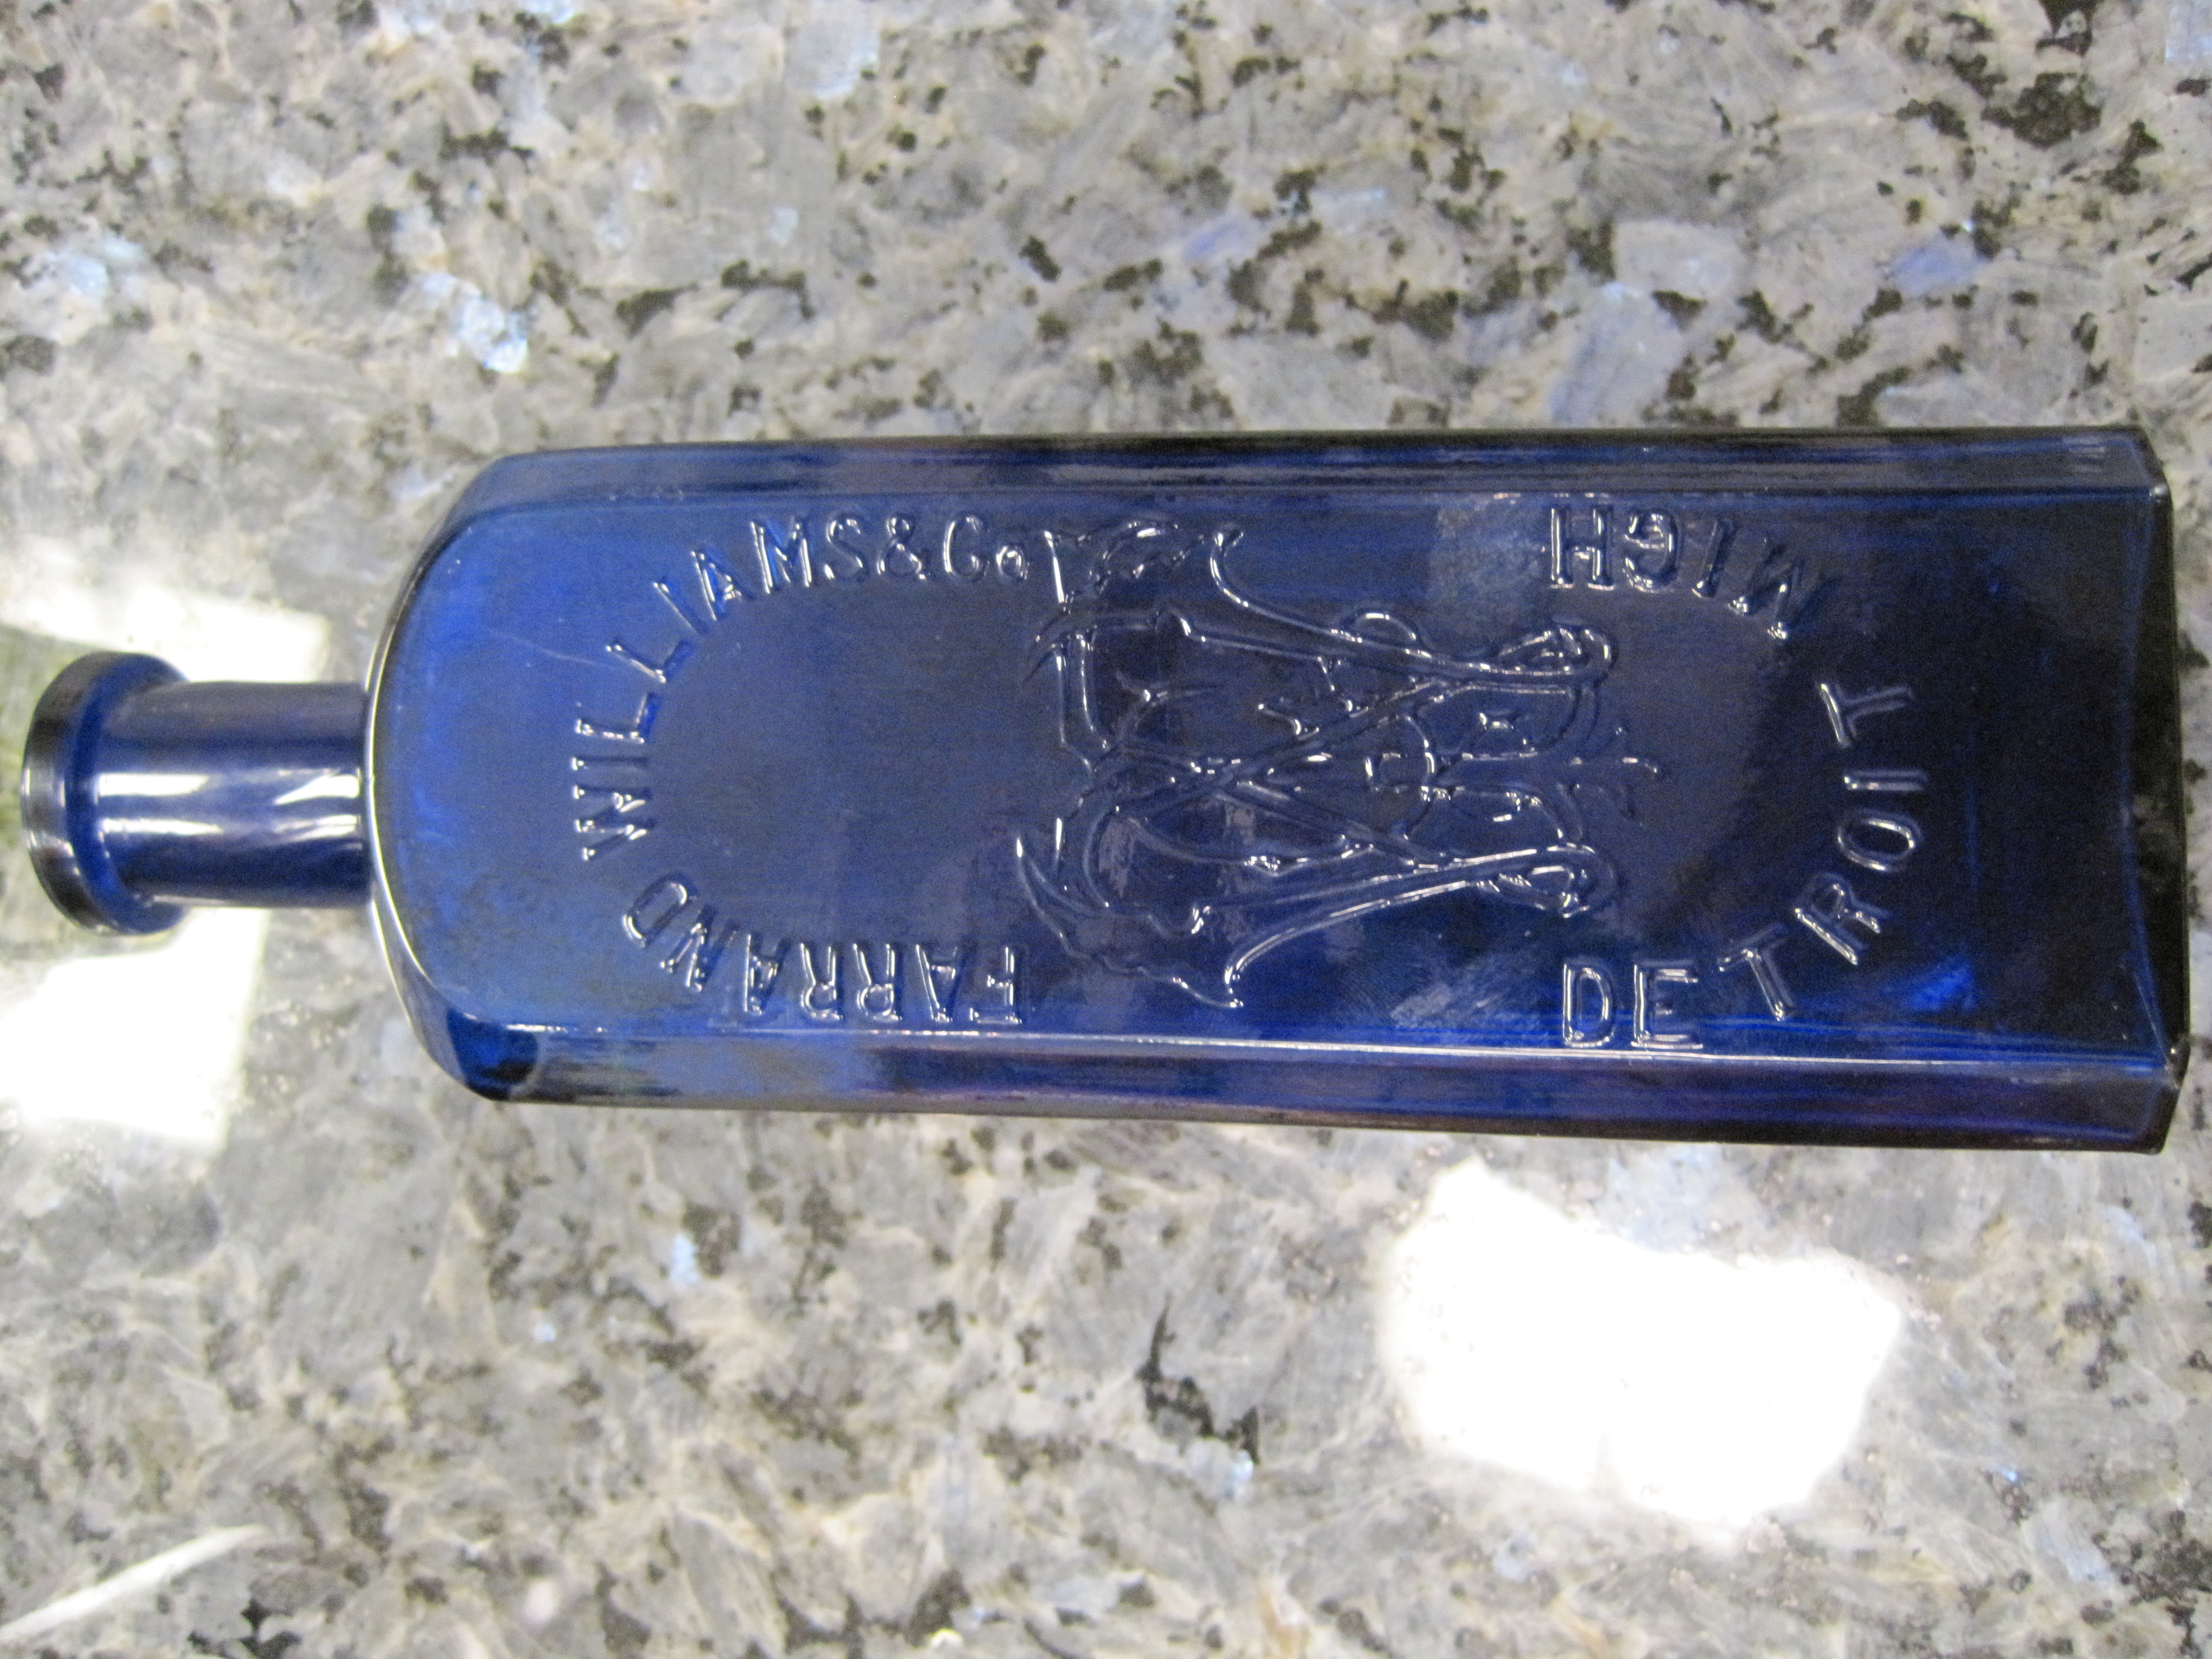 FARRAND WILLIAMS & Co
DETROIT MICH